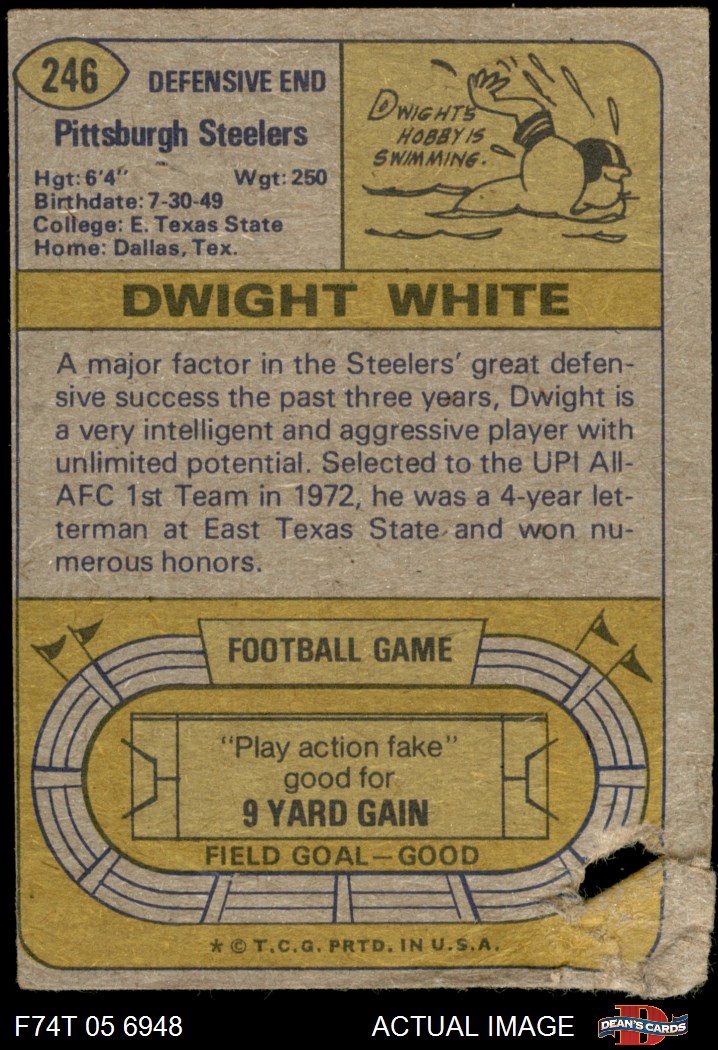 246
DEFENSIVE END
Pittsburgh Steelers
Hgt: 6'4" Wgt: 250
Birthdate: 7-30-49
College: E. Texas State
Home: Dallas, Tex.
DWIGHT'S
HOBBY IS
SWIMMING.
DWIGHT WHITE
A major factor in the Steelers' great defen-
sive success the past three years, Dwight is
a very intelligent and aggressive player with
unlimited potential. Selected to the UPI All-
AFC 1st Team in 1972, he was a 4-year let-
terman at East Texas State and won nu-
merous honors.
FOOTBALL GAME
"Play action fake"
good for
9 YARD GAIN
FIELD GOAL—GOOD
* © T.C.G. PRTD. IN U.S.A.
F74T 05 6948
ACTUAL IMAGE
D
DEAN'S CARDS